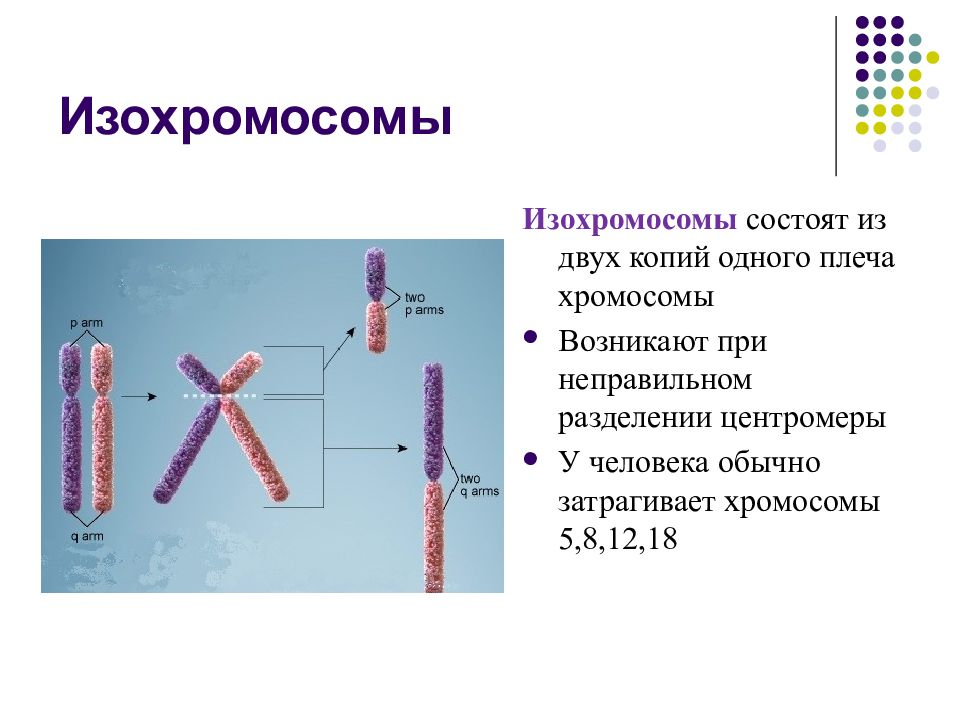 Изохромосомы
Изохромосомы состоят из
двух копий одного плеча
хромосомы
Возникают при
неправильном
разделении центромеры
У человека обычно
затрагивает хромосомы
5,8,12,18
p arm
q arm
two
p arms
two
q arms